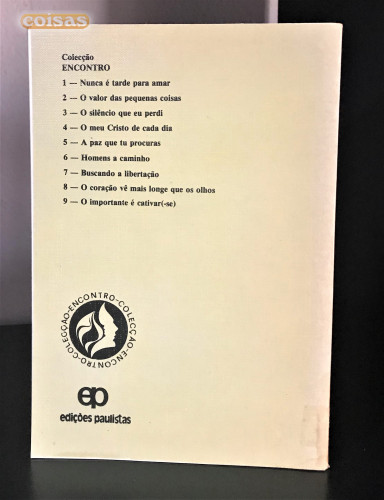 coisas
Colecção
ENCONTRO
1 — Nunca é tarde para amar
2 — O valor das pequenas coisas
3 — O silêncio que eu perdi
4 — O meu Cristo de cada dia
5 — A paz que tu procuras
6 — Homens a caminho
7 — Buscando a libertação
8 — O coração vê mais longe que os olhos
9 — O importante é cativar(-se)
COLECÇÃO-ENCONTRO-COLECÇÃO-ENCONTRO-
ep
edições paulistas